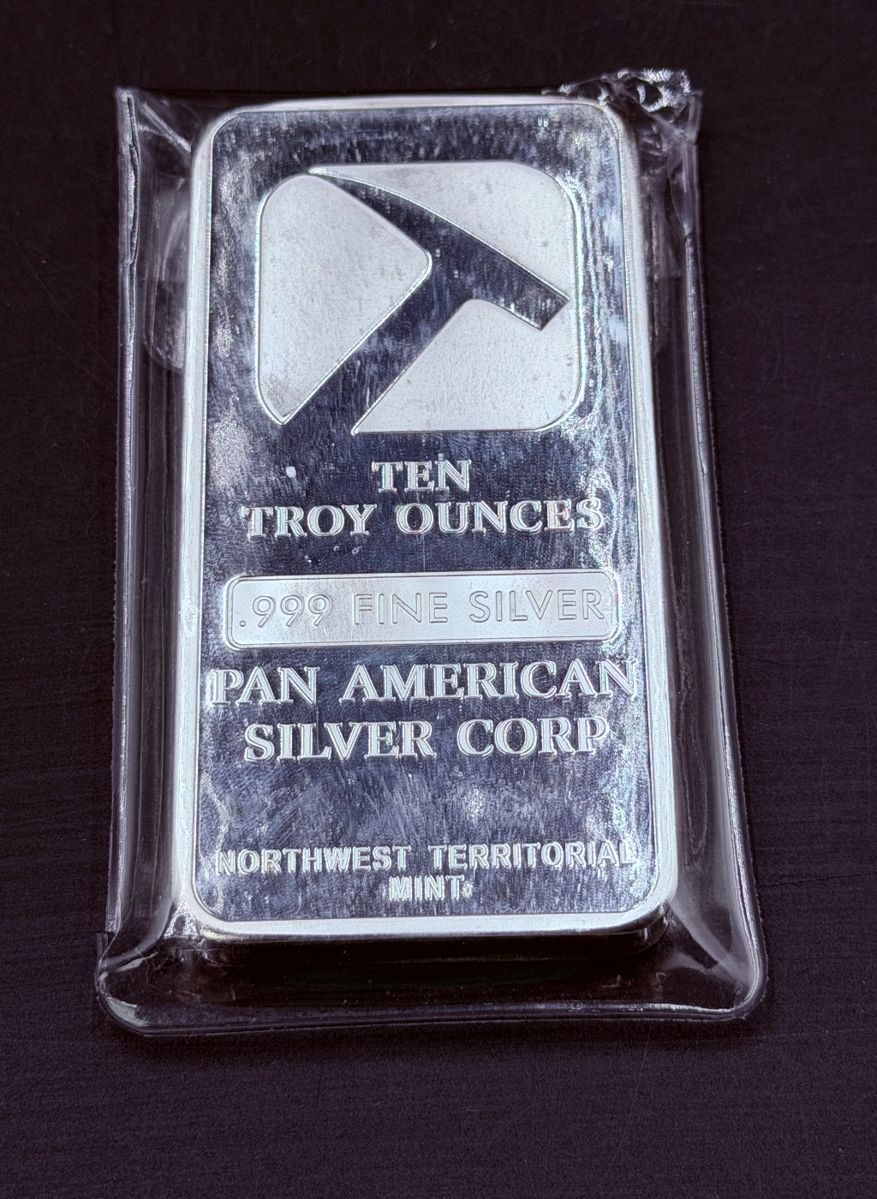 TEN
TROY OUNCES
.999 FINE SILVER
PAN AMERICAN
SILVER CORP
NORTHWEST TERRITORIAL
MINT.